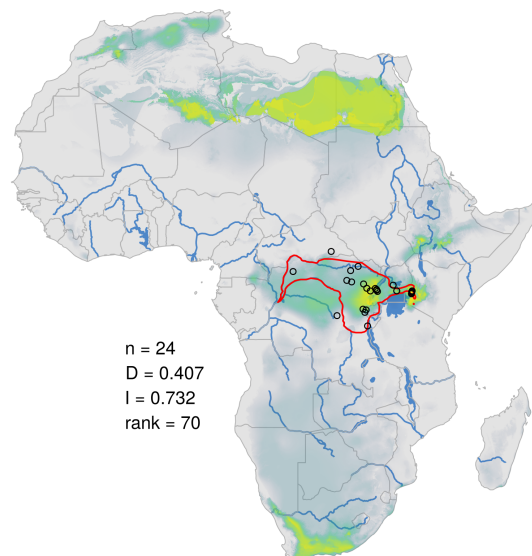 n = 24
D = 0.407
I = 0.732
rank = 70